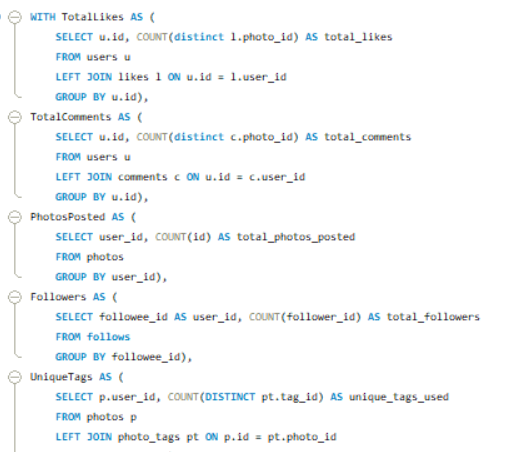 WITH TotalLikes AS (
SELECT u.id, COUNT(distinct l.photo_id) AS total_likes
FROM users u
LEFT JOIN likes l ON u.id = l.user_id
GROUP BY u.id),
TotalComments AS (
SELECT u.id, COUNT(distinct c.photo_id) AS total_comments
FROM users u
LEFT JOIN comments c ON u.id = c.user_id
GROUP BY u.id),
PhotosPosted AS (
SELECT user_id, COUNT(id) AS total_photos_posted
FROM photos
GROUP BY user_id),
Followers AS (
SELECT followee_id AS user_id, COUNT(follower_id) AS total_followers
FROM follows
GROUP BY followee_id),
UniqueTags AS (
SELECT p.user_id, COUNT(DISTINCT pt.tag_id) AS unique_tags_used
FROM photos p
LEFT JOIN photo_tags pt ON p.id = pt.photo_id